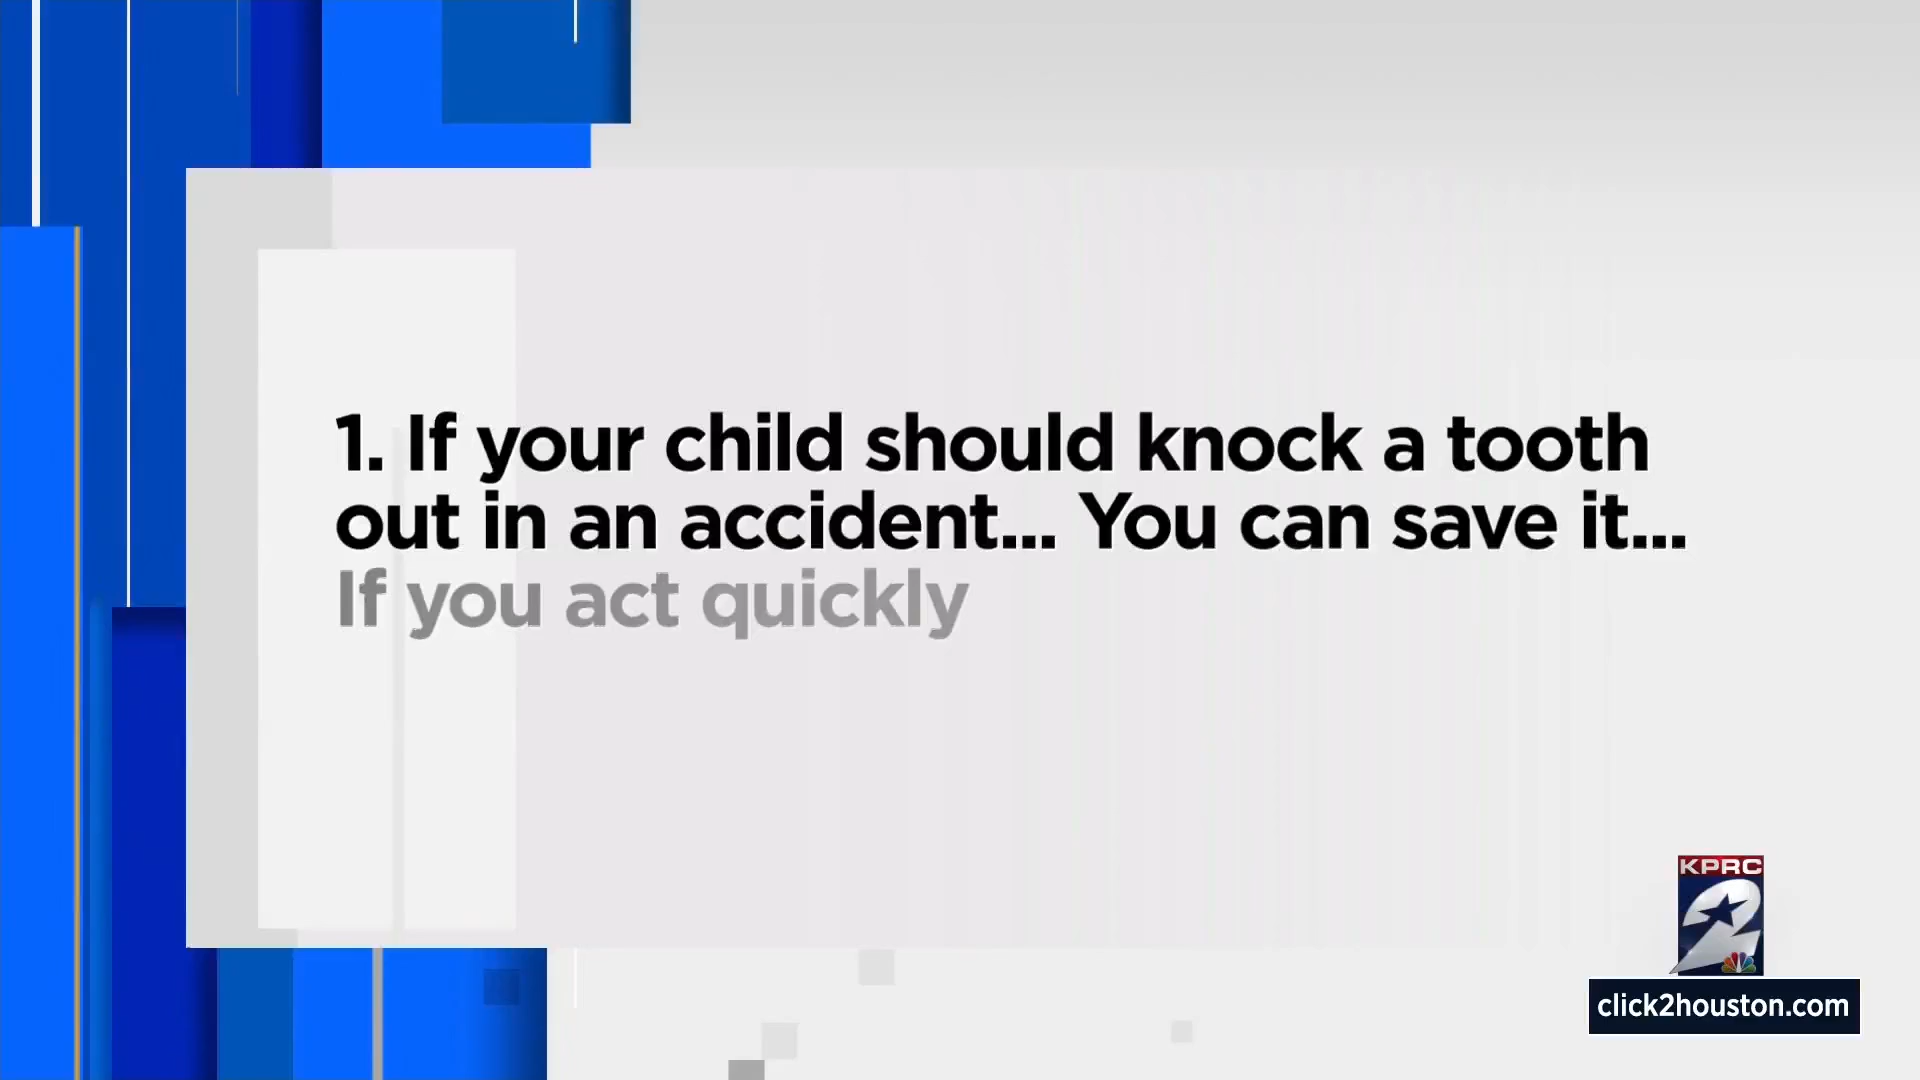 1. If your child should knock a tooth
out in an accident... You can save it...
If you act quickly
KPRC
2
click2houston.com